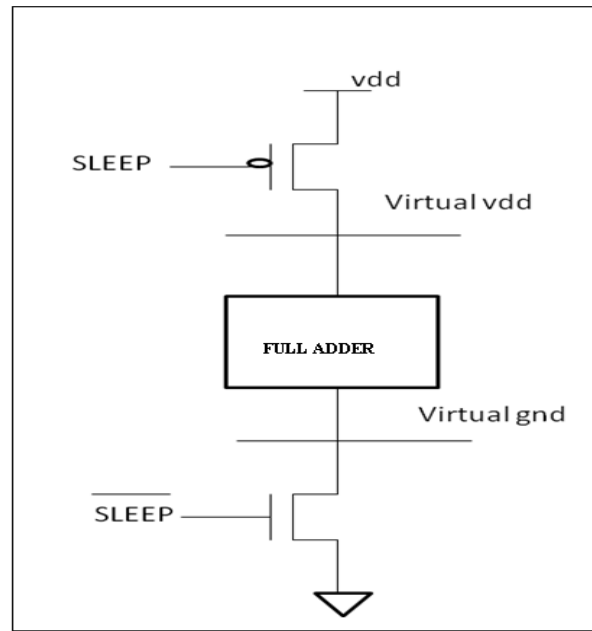 vdd
SLEEP
Virtual vdd
FULL ADDER
Virtual gnd
SLEEP